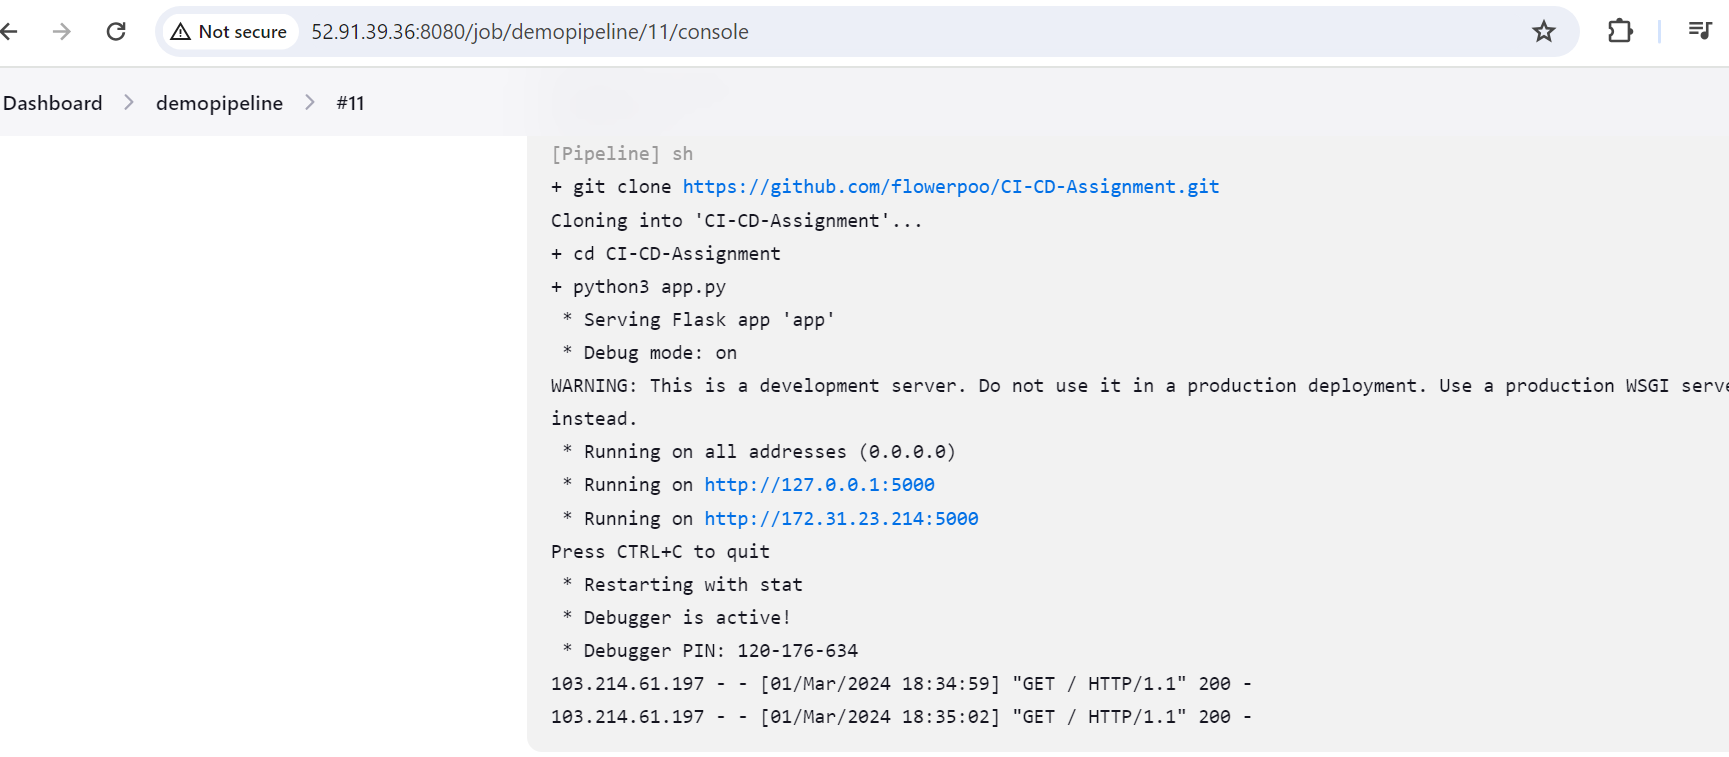 Not secure 52.91.39.36:8080/job/demopipeline/11/console
Dashboard > demopipeline > #11
[Pipeline] sh
+ git clone https://github.com/flowerpoo/CI-CD-Assignment.git
Cloning into 'CI-CD-Assignment'...
+ cd CI-CD-Assignment
+ python3 app.py
* Serving Flask app 'app'
* Debug mode: on
WARNING: This is a development server. Do not use it in a production deployment. Use a production WSGI serve
instead.
* Running on all addresses (0.0.0.0)
* Running on http://127.0.0.1:5000
* Running on http://172.31.23.214:5000
Press CTRL+C to quit
* Restarting with stat
* Debugger is active!
* Debugger PIN: 120-176-634
103.214.61.197 - - [01/Mar/2024 18:34:59] "GET / HTTP/1.1" 200 -
103.214.61.197 - - [01/Mar/2024 18:35:02] "GET / HTTP/1.1" 200 -